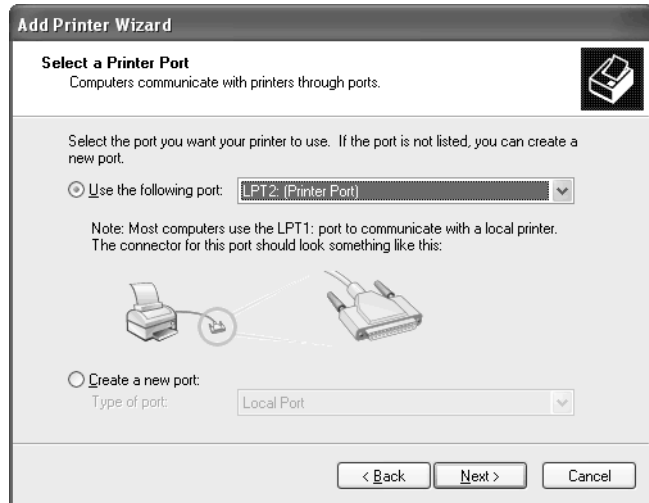 Add Printer Wizard
Select a Printer Port
Computers communicate with printers through ports.
Select the port you want your printer to use. If the port is not listed, you can create a
new port.
Use the following port: LPT2: (Printer Port)
Note: Most computers use the LPT1: port to communicate with a local printer.
The connector for this port should look something like this:
Create a new port:
Type of port: Local Port
< Back Next > Cancel